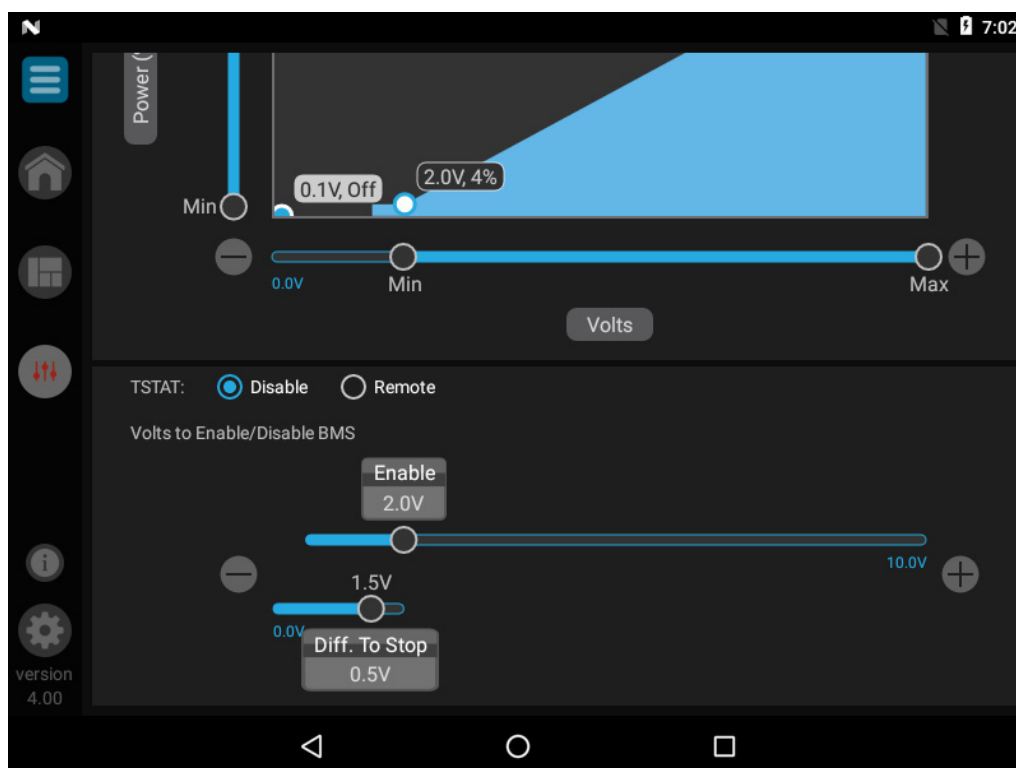 7:02
Power (
0.1V, Off
2.0V, 4%
Min
0.0V
Min
Max
Volts
TSTAT: Disable Remote
Volts to Enable/Disable BMS
Enable
2.0V
10.0V
1.5V
0.0V
Diff. To Stop
0.5V
version
4.00